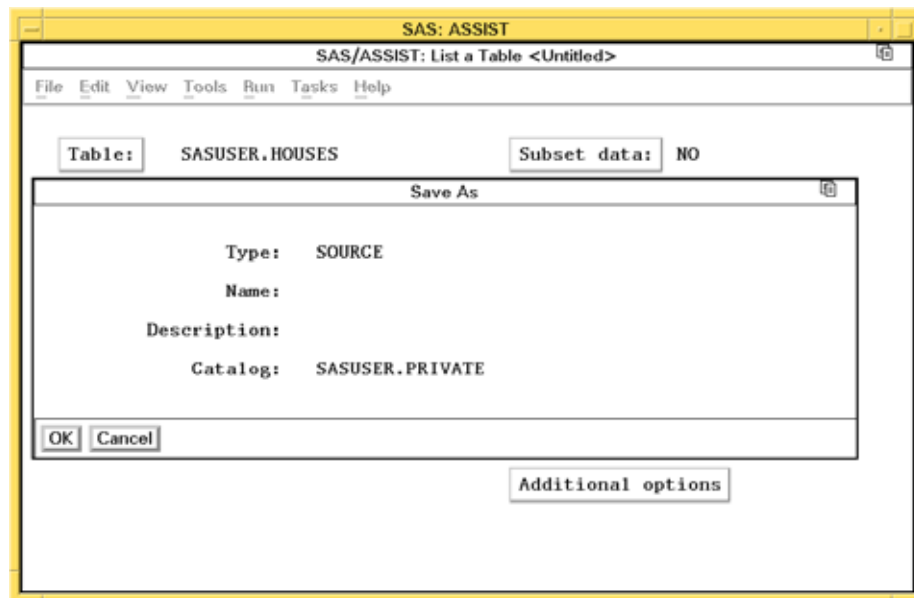 SAS: ASSIST
SAS/ASSIST: List a Table <Untitled>
File Edit View Tools Run Tasks Help
Table: SASUSER.HOUSES Subset data: NO
Save As
Type: SOURCE
Name:
Description:
Catalog: SASUSER.PRIVATE
OK Cancel
Additional options